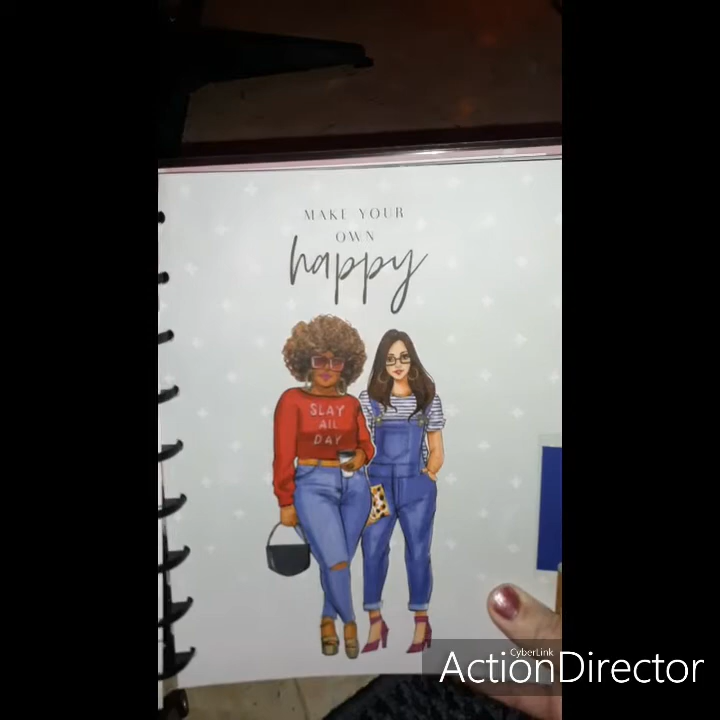 MAKE YOUR
OWN
happy
SLAY
ALL
DAY
CyberLink
ActionDirector